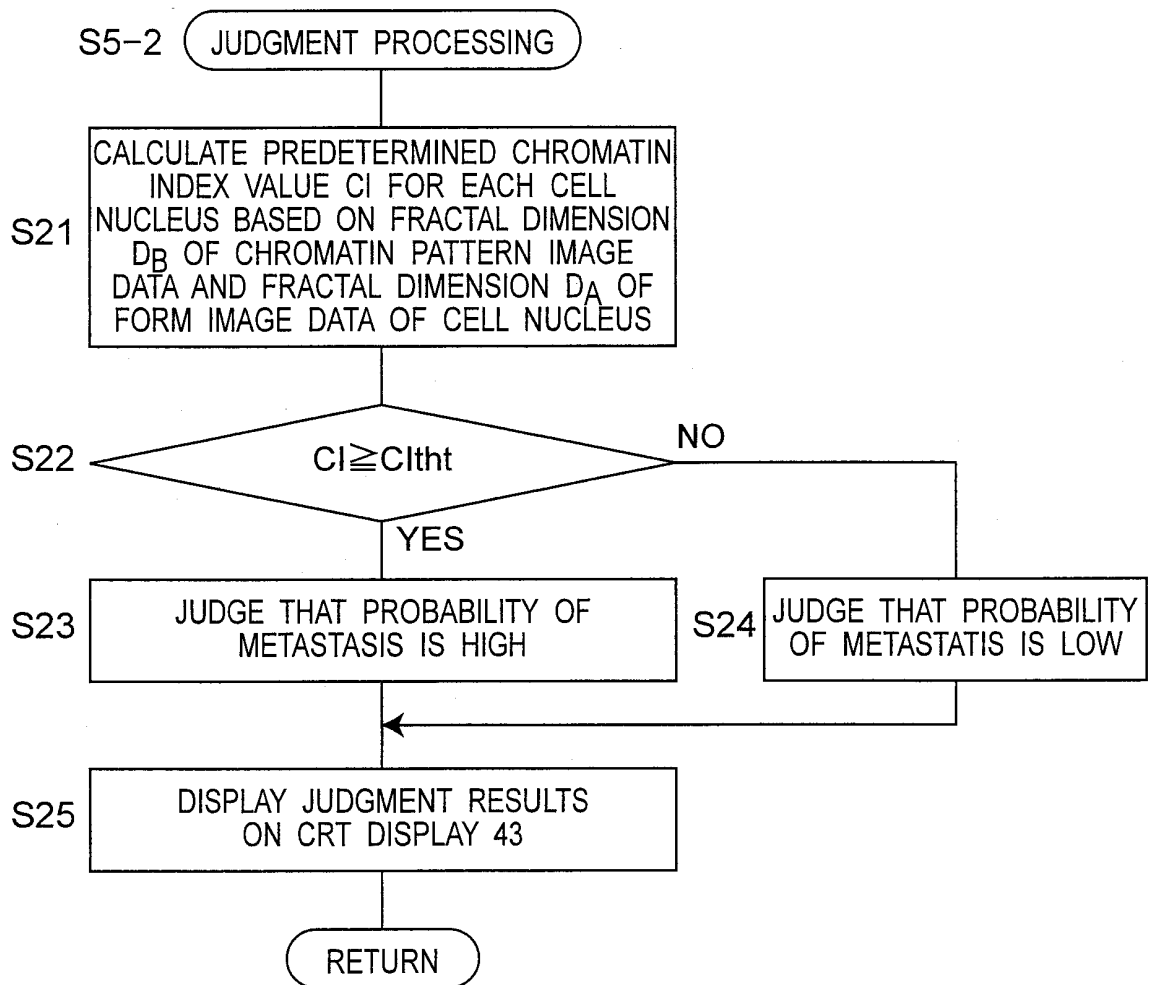 S5-2 JUDGMENT PROCESSING
S21
CALCULATE PREDETERMINED CHROMATIN
INDEX VALUE CI FOR EACH CELL
NUCLEUS BASED ON FRACTAL DIMENSION
DB OF CHROMATIN PATTERN IMAGE
DATA AND FRACTAL DIMENSION DA OF
FORM IMAGE DATA OF CELL NUCLEUS
S22
CI≧CItht
NO
YES
S23
JUDGE THAT PROBABILITY OF
METASTASIS IS HIGH
S24
JUDGE THAT PROBABILITY
OF METASTATIS IS LOW
S25
DISPLAY JUDGMENT RESULTS
ON CRT DISPLAY 43
RETURN